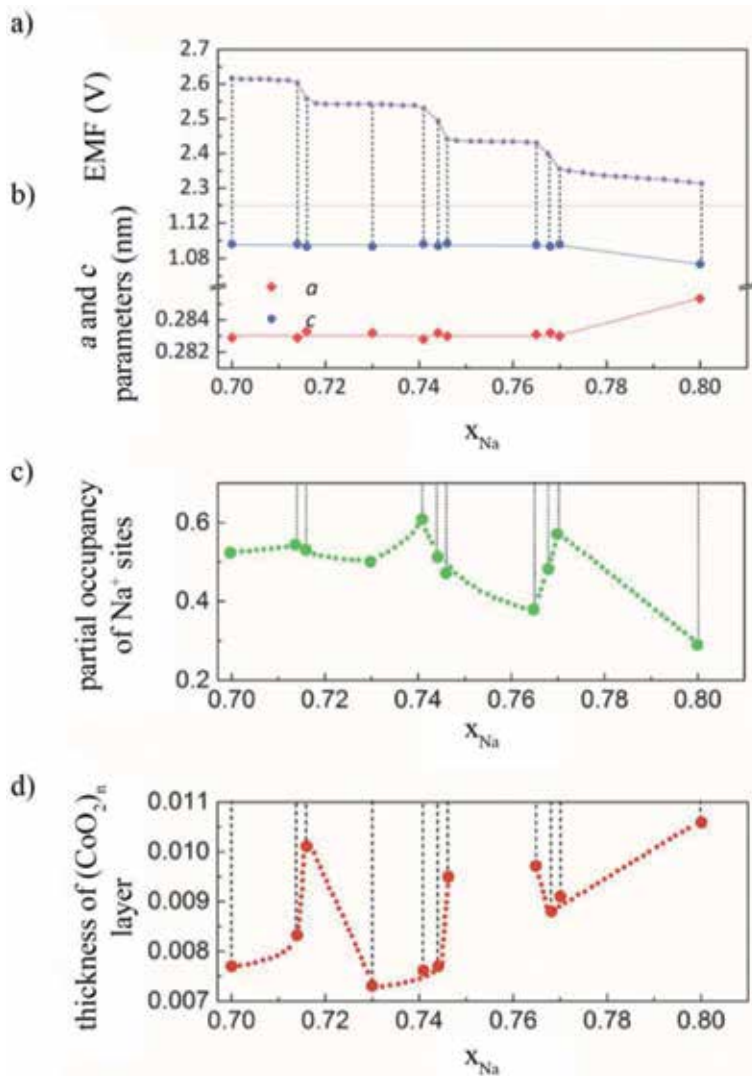 a)
EMF (V)
2.7
2.6
2.5
2.4
2.3
b)
a and c
parameters (nm)
1.12
1.08
0.284
0.282
a
c
0.70 0.72 0.74 0.76 0.78 0.80
x_Na
c)
partial occupancy
of Na⁺ sites
0.6
0.4
0.2
0.70 0.72 0.74 0.76 0.78 0.80
x_Na
d)
thickness of (CoO₂)ₙ
layer
0.011
0.010
0.009
0.008
0.007
0.70 0.72 0.74 0.76 0.78 0.80
x_Na